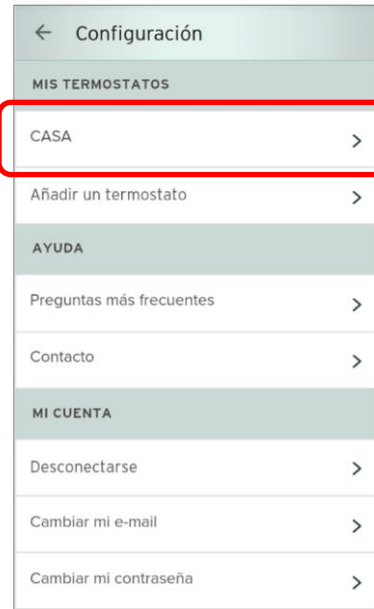 Configuración
MIS TERMOSTATOS
CASA
Añadir un termostato
AYUDA
Preguntas más frecuentes
Contacto
MI CUENTA
Desconectarse
Cambiar mi e-mail
Cambiar mi contraseña